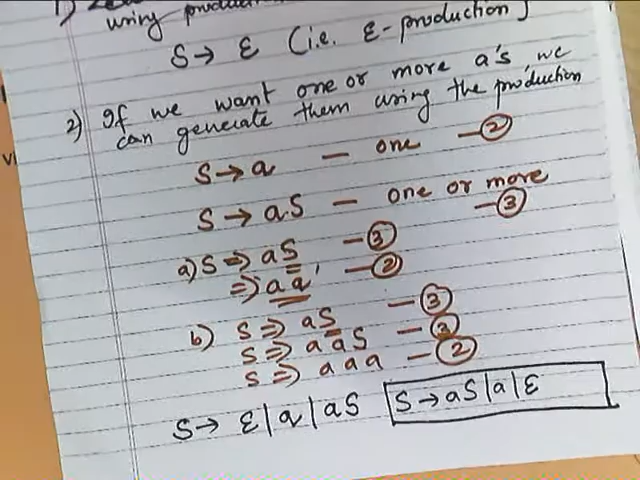 using
S → ε (i.e. ε-production]
2) If we want one or more a's, we
can generate them using the production
S → a — one —②
S → aS — one or more
—③
a) S ⇒ aS —③
⇒ aa —②
b) S ⇒ aS —③
S ⇒ aaS —③
S ⇒ aaa —②
S → ε|a|aS S → aS|a|ε